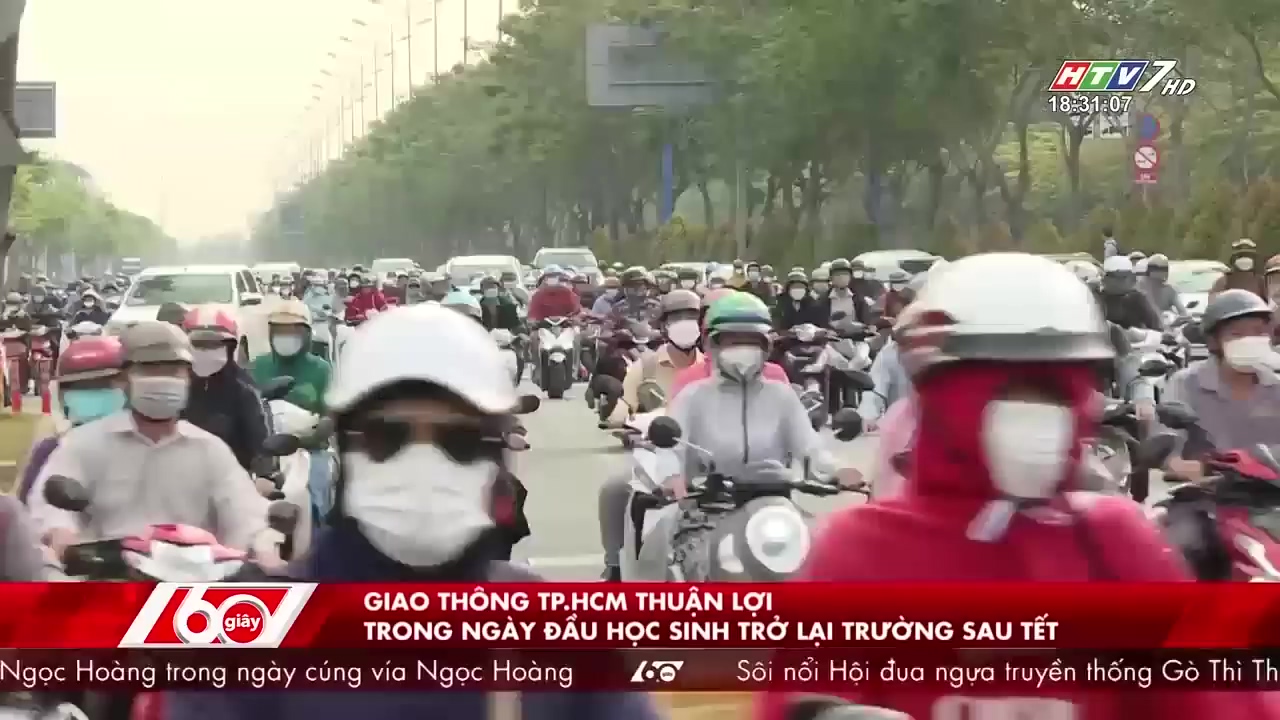 HTV7 HD
18:31:07
60 giây
GIAO THÔNG TP.HCM THUẬN LỢI
TRONG NGÀY ĐẦU HỌC SINH TRỞ LẠI TRƯỜNG SAU TẾT
Ngọc Hoàng trong ngày cúng vía Ngọc Hoàng 60 giây Sôi nổi Hội đua ngựa truyền thống Gò Thì Th